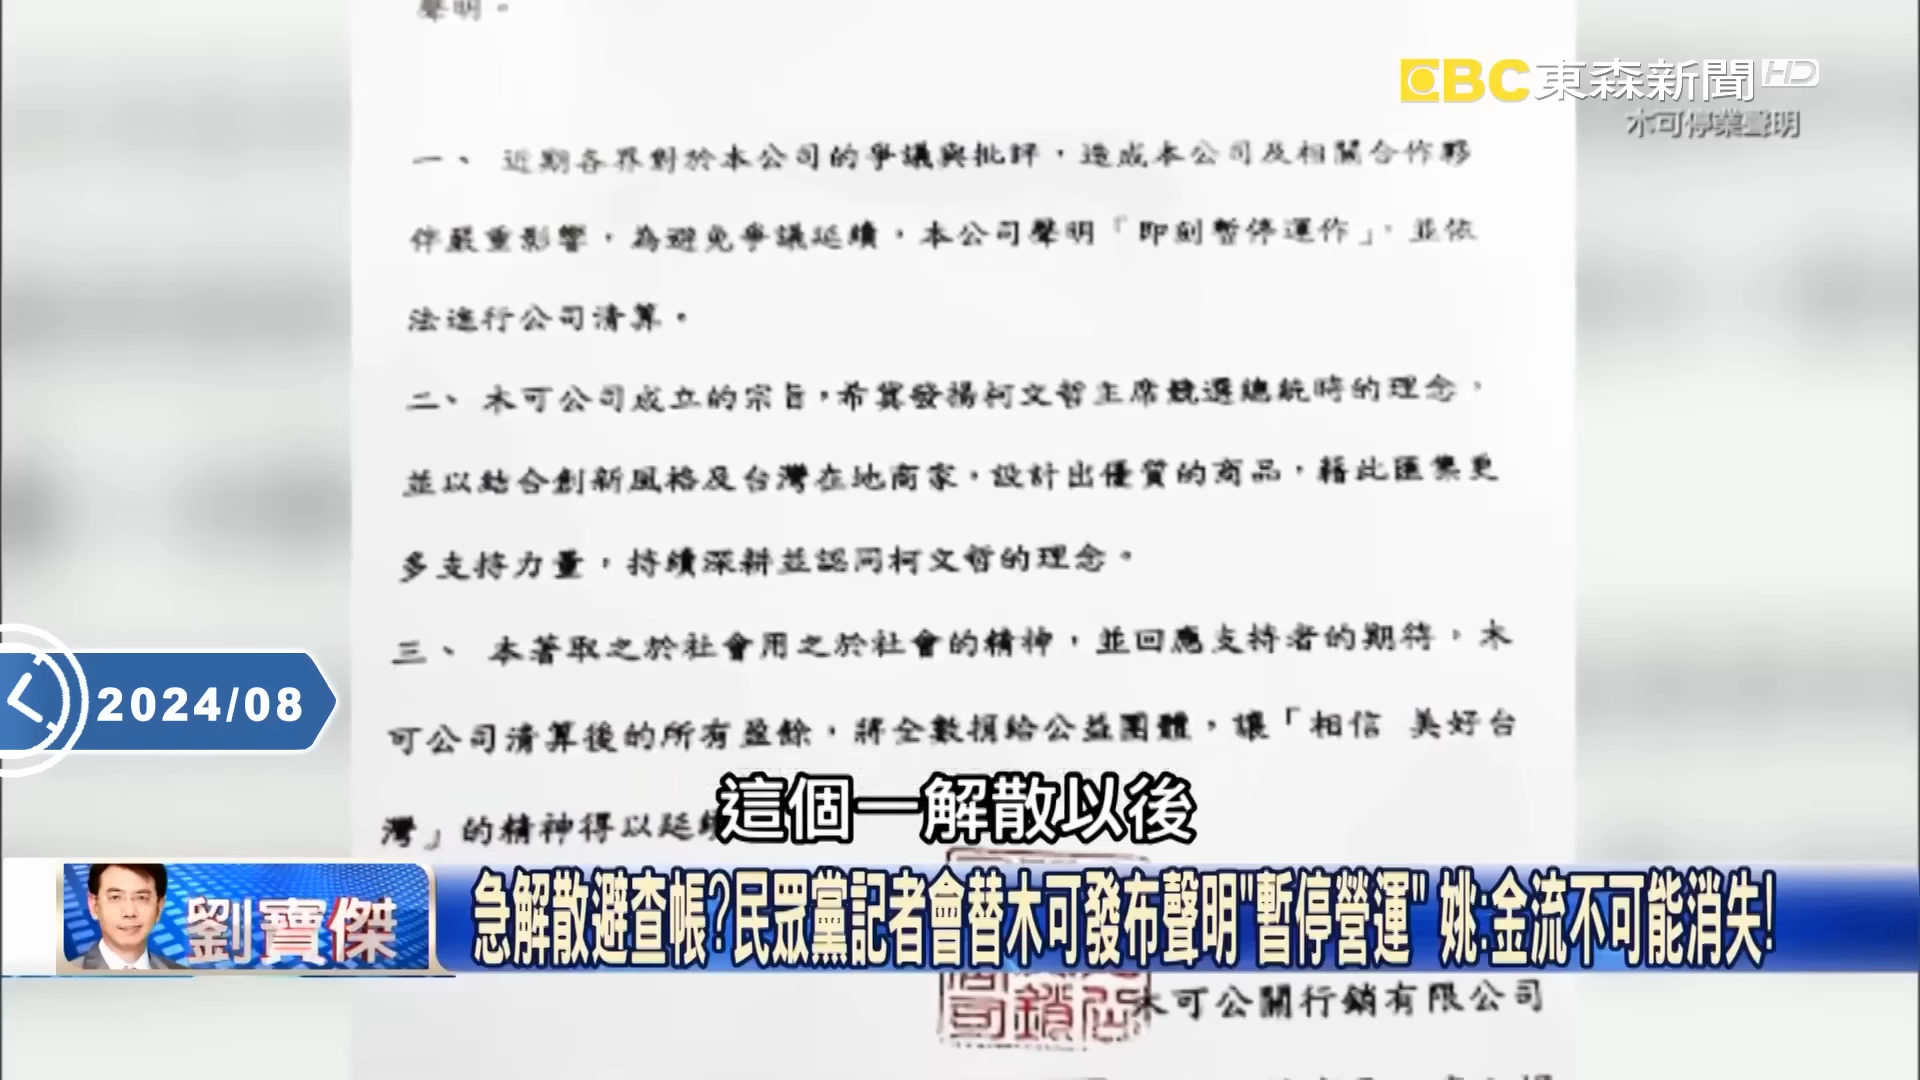 聲明。
EBC 東森新聞 HD
木可停業聲明
一、 近期各界對於本公司的爭議與批評，造成本公司及相關合作夥
伴嚴重影響，為避免爭議延續，本公司聲明「即刻暫停運作」，並依
法進行公司清算。
二、 木可公司成立的宗旨，希冀發揚柯文哲主席競選總統時的理念，
並以結合創新風格及台灣在地商家，設計出優質的商品，藉此匯集更
多支持力量，持續深耕並認同柯文哲的理念。
三、 本著取之於社會用之於社會的精神，並回應支持者的期待，木
可公司清算後的所有盈餘，將全數捐給公益團體，讓「相信 美好台
灣」的精神得以延續
2024/08
這個一解散以後
劉寶傑
急解散避查帳?民眾黨記者會替木可發布聲明"暫停營運" 姚:金流不可能消失!
木可公關行銷有限公司